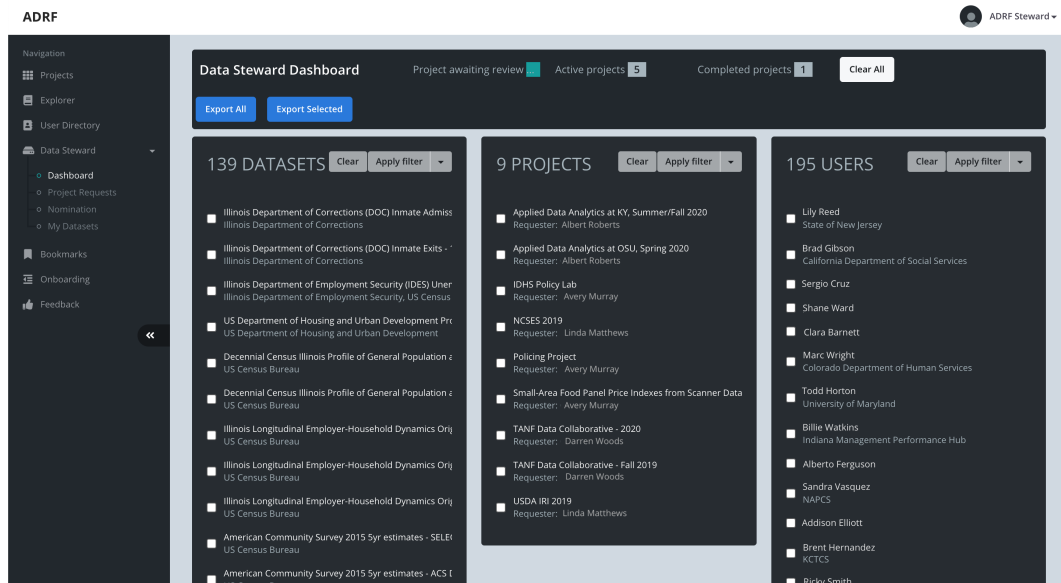 ADRF
ADRF Steward
Navigation
Projects
Explorer
User Directory
Data Steward
Dashboard
Project Requests
Nomination
My Datasets
Bookmarks
Onboarding
Feedback
Data Steward Dashboard
Project awaiting review ...
Active projects 5
Completed projects 1
Clear All
Export All
Export Selected
139 DATASETS
Clear
Apply filter
Illinois Department of Corrections (DOC) Inmate Admiss
Illinois Department of Corrections
Illinois Department of Corrections (DOC) Inmate Exits -
Illinois Department of Corrections
Illinois Department of Employment Security (IDES) Uner
Illinois Department of Employment Security, US Census
US Department of Housing and Urban Development Pro
US Department of Housing and Urban Development
Decennial Census Illinois Profile of General Population a
US Census Bureau
Decennial Census Illinois Profile of General Population a
US Census Bureau
Illinois Longitudinal Employer-Household Dynamics Orig
US Census Bureau
Illinois Longitudinal Employer-Household Dynamics Orig
US Census Bureau
Illinois Longitudinal Employer-Household Dynamics Orig
US Census Bureau
American Community Survey 2015 5yr estimates - SELE
US Census Bureau
American Community Survey 2015 5yr estimates - ACS
9 PROJECTS
Clear
Apply filter
Applied Data Analytics at KY, Summer/Fall 2020
Requester: Albert Roberts
Applied Data Analytics at OSU, Spring 2020
Requester: Albert Roberts
IDHS Policy Lab
Requester: Avery Murray
NCSES 2019
Requester: Linda Matthews
Policing Project
Requester: Avery Murray
Small-Area Food Panel Price Indexes from Scanner Data
Requester: Avery Murray
TANF Data Collaborative - 2020
Requester: Darren Woods
TANF Data Collaborative - Fall 2019
Requester: Darren Woods
USDA IRI 2019
Requester: Linda Matthews
195 USERS
Clear
Apply filter
Lily Reed
State of New Jersey
Brad Gibson
California Department of Social Services
Sergio Cruz
Shane Ward
Clara Barnett
Marc Wright
Colorado Department of Human Services
Todd Horton
University of Maryland
Billie Watkins
Indiana Management Performance Hub
Alberto Ferguson
Sandra Vasquez
NAPCS
Addison Elliott
Brent Hernandez
KCTCS
Ricky Smith